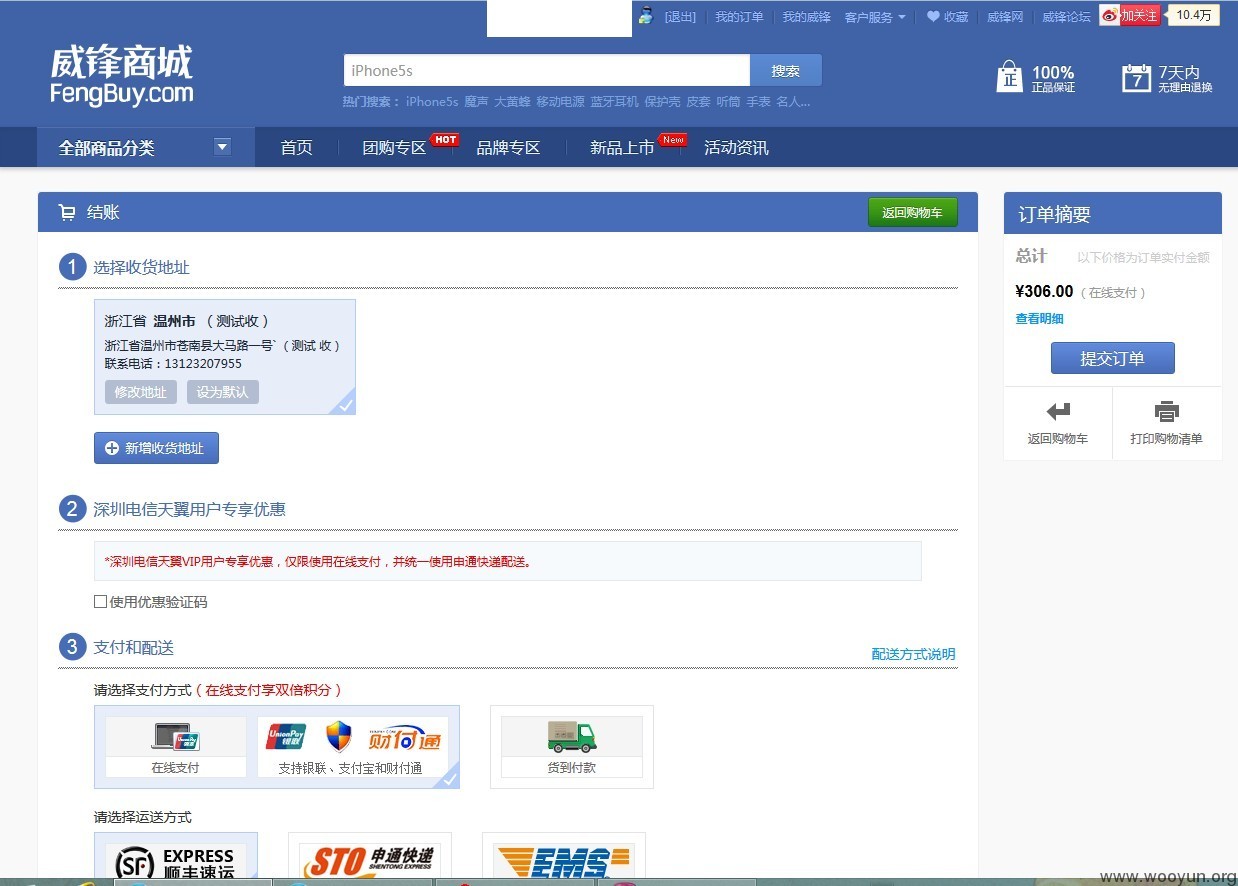 [退出] 我的订单 我的威锋 客户服务 收藏 威锋网 威锋论坛 加关注 10.4万
威锋商城
FengBuy.com
iPhone5s 搜索
热门搜索： iPhone5s 魔声 大黄蜂 移动电源 蓝牙耳机 保护壳 皮套 听筒 手表 名人...
正 100%
正品保证
7 7天内
无理由退换
全部商品分类 首页 团购专区 HOT 品牌专区 新品上市 New 活动资讯
结账 返回购物车
1 选择收货地址
浙江省 温州市 （测试收）
浙江省温州市苍南县大马路一号`（测试 收）
联系电话：13123207955
修改地址 设为默认
新增收货地址
2 深圳电信天翼用户专享优惠
*深圳电信天翼VIP用户专享优惠，仅限使用在线支付，并统一使用申通快递配送。
使用优惠验证码
3 支付和配送 配送方式说明
请选择支付方式（在线支付享双倍积分）
UnionPay 银联 财付通
在线支付 支持银联、支付宝和财付通 货到付款
请选择运送方式
SF EXPRESS 顺丰速运
STO 申通快递 SHENTONG EXPRESS
EMS
订单摘要
总计 以下价格为订单实付金额
¥306.00 （在线支付）
查看明细
提交订单
返回购物车 打印购物清单
www.wooyun.org